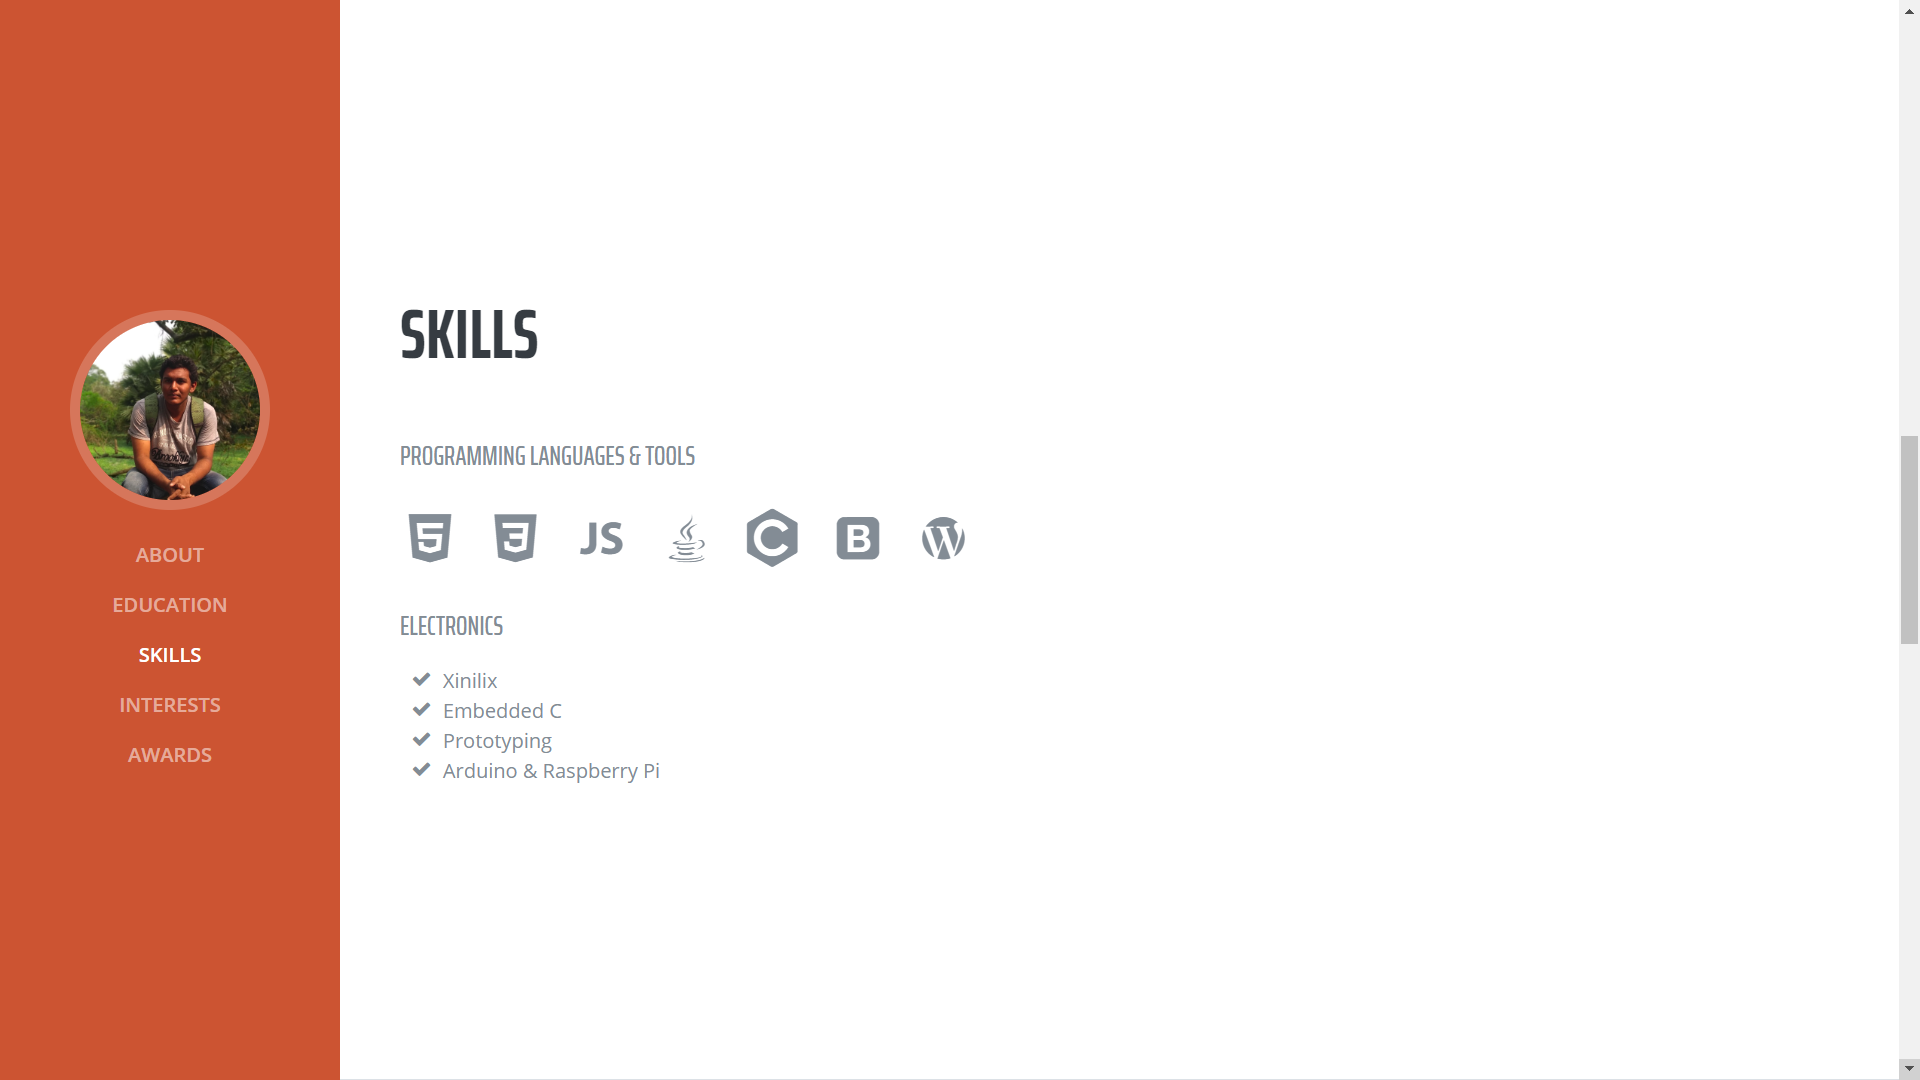 ABOUT
EDUCATION
SKILLS
INTERESTS
AWARDS
SKILLS
PROGRAMMING LANGUAGES & TOOLS
5 3 JS C B W
ELECTRONICS
Xinilix
Embedded C
Prototyping
Arduino & Raspberry Pi